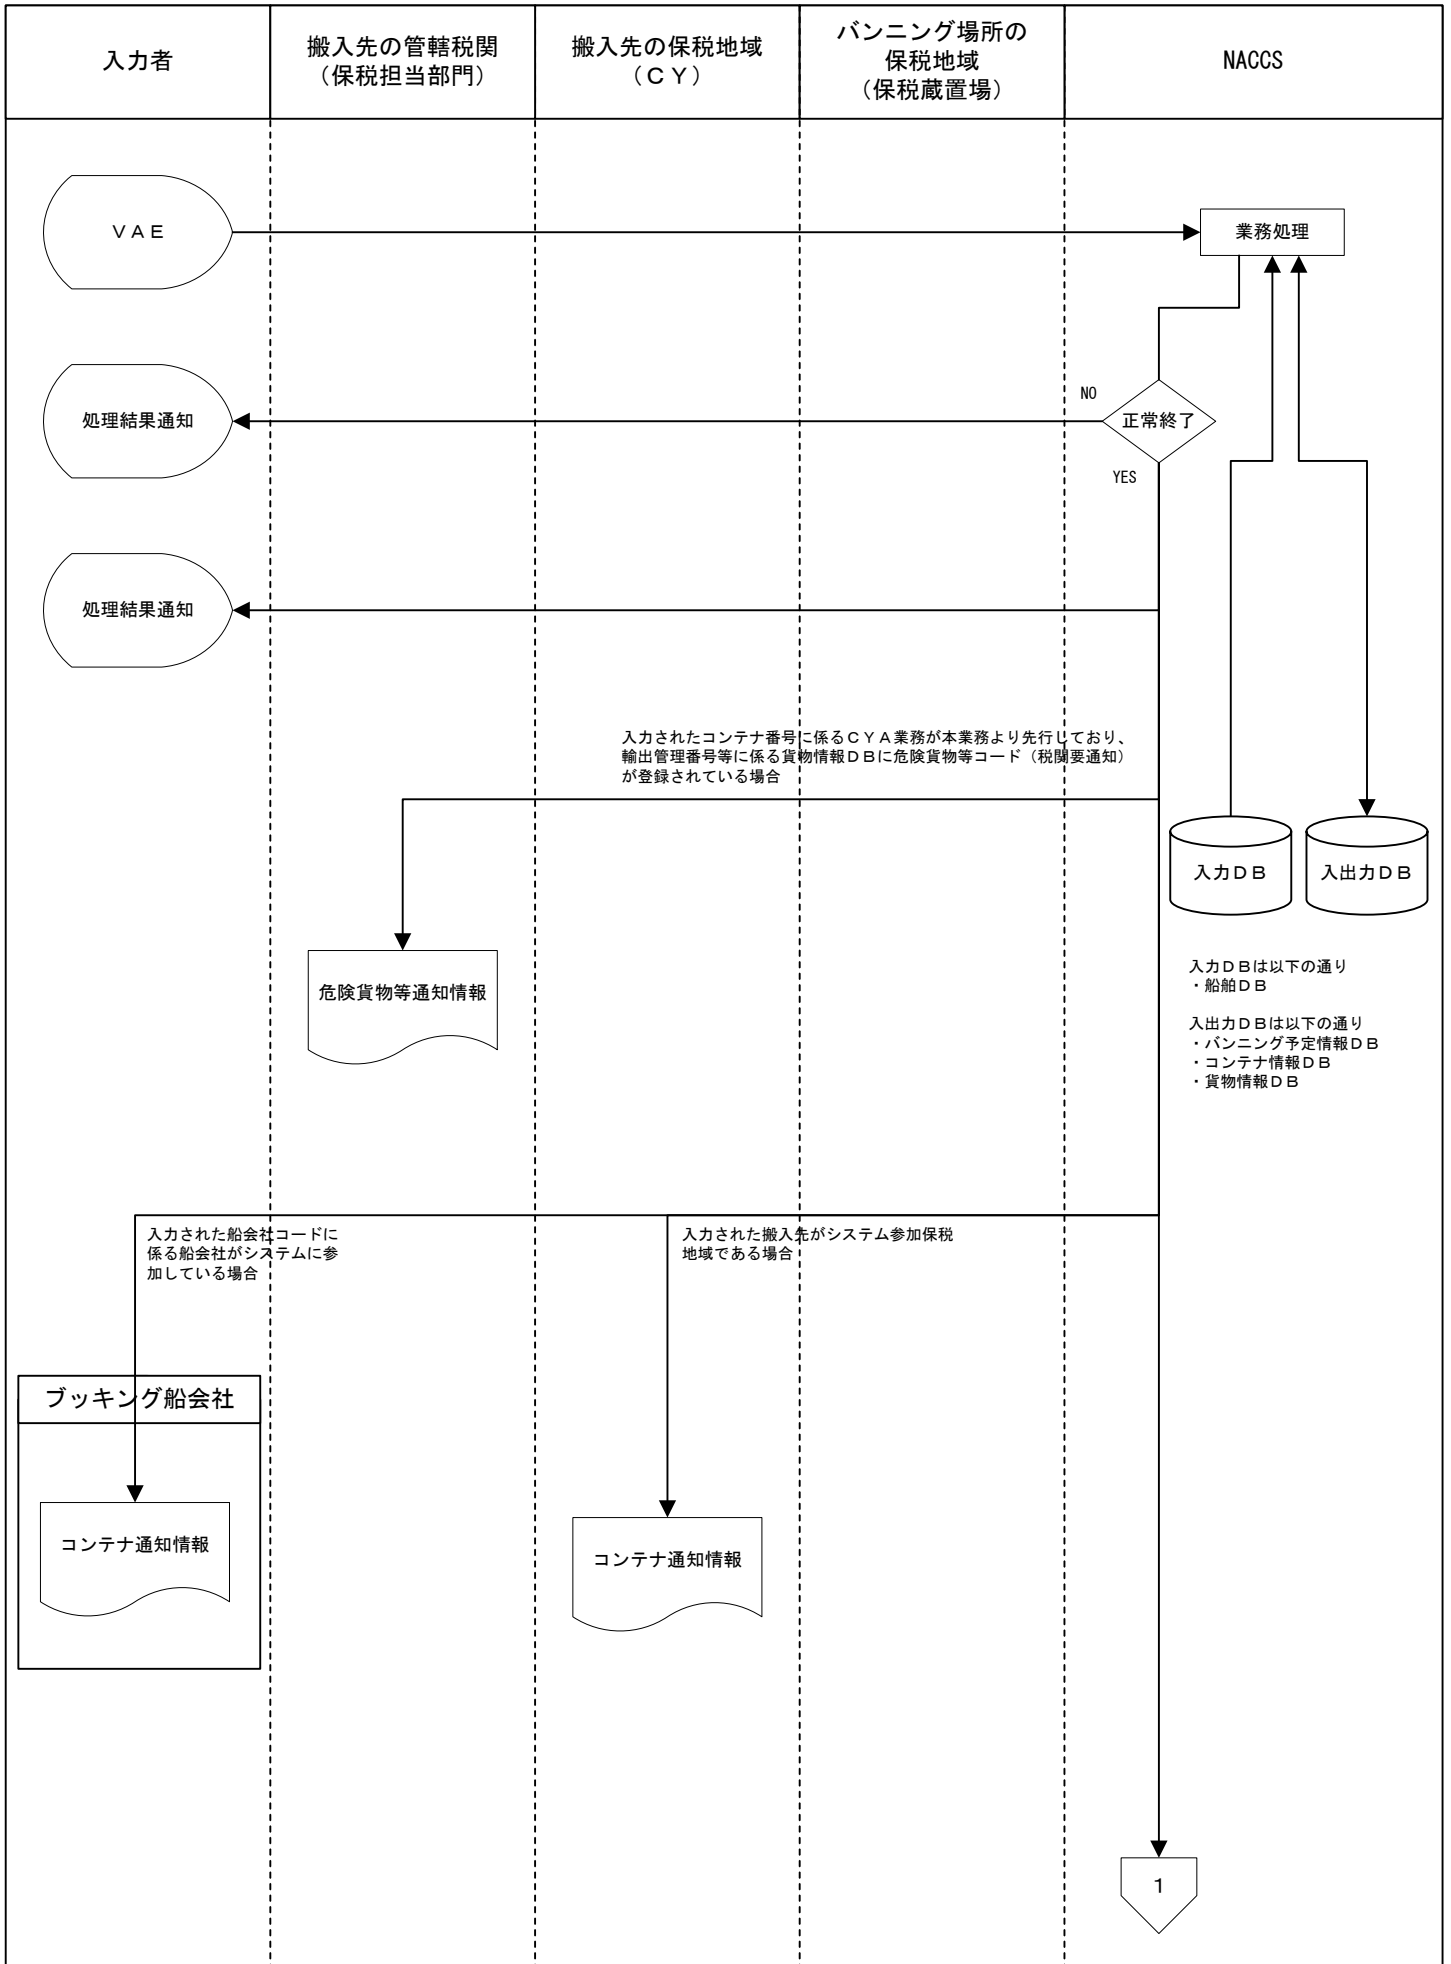 入力者
搬入先の管轄税関
（保税担当部門）
搬入先の保税地域
（ＣＹ）
バンニング場所の
保税地域
（保税蔵置場）
NACCS
ＶＡＥ
業務処理
処理結果通知
NO
正常終了
YES
処理結果通知
入力されたコンテナ番号に係るＣＹＡ業務が本業務より先行しており、
輸出管理番号等に係る貨物情報ＤＢに危険貨物等コード（税関要通知）
が登録されている場合
入力ＤＢ
入出力ＤＢ
危険貨物等通知情報
入力ＤＢは以下の通り
・船舶ＤＢ
入出力ＤＢは以下の通り
・バンニング予定情報ＤＢ
・コンテナ情報ＤＢ
・貨物情報ＤＢ
入力された船会社コードに
係る船会社がシステムに参
加している場合
入力された搬入先がシステム参加保税
地域である場合
ブッキング船会社
コンテナ通知情報
コンテナ通知情報
１